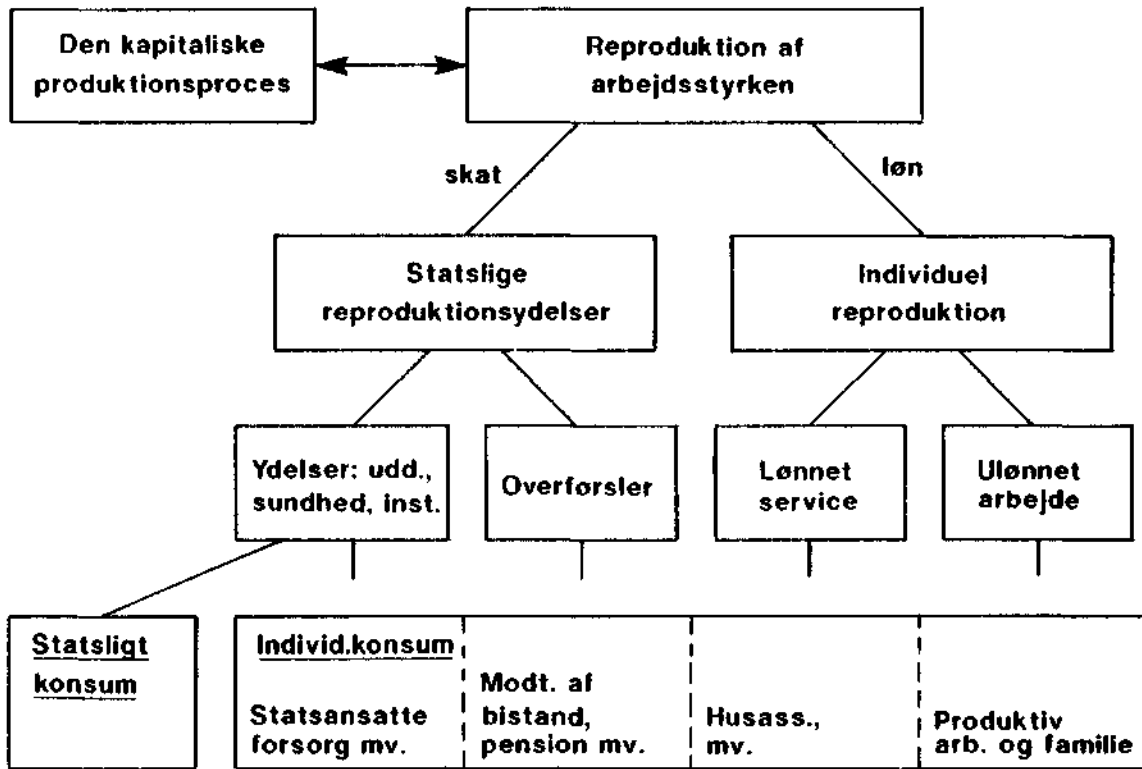 Den kapitaliske
produktionsproces
Reproduktion af
arbejdsstyrken
skat
løn
Statslige
reproduktionsydelser
Individuel
reproduktion
Ydelser: udd.,
sundhed, inst.
Overførsler
Lønnet
service
Ulønnet
arbejde
Statsligt
konsum
Individ.konsum
Statsansatte
forsorg mv.
Modt. af
bistand,
pension mv.
Husass.,
mv.
Produktiv
arb. og familie